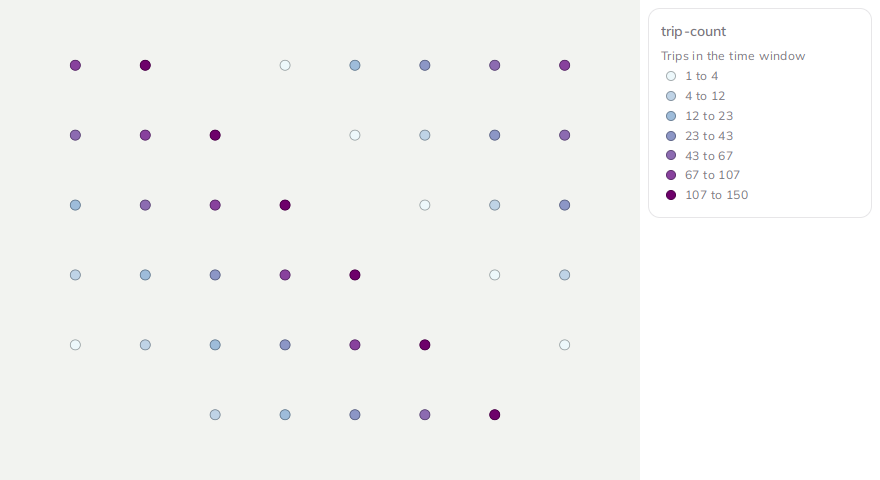 trip-count
Trips in the time window
1 to 4
4 to 12
12 to 23
23 to 43
43 to 67
67 to 107
107 to 150